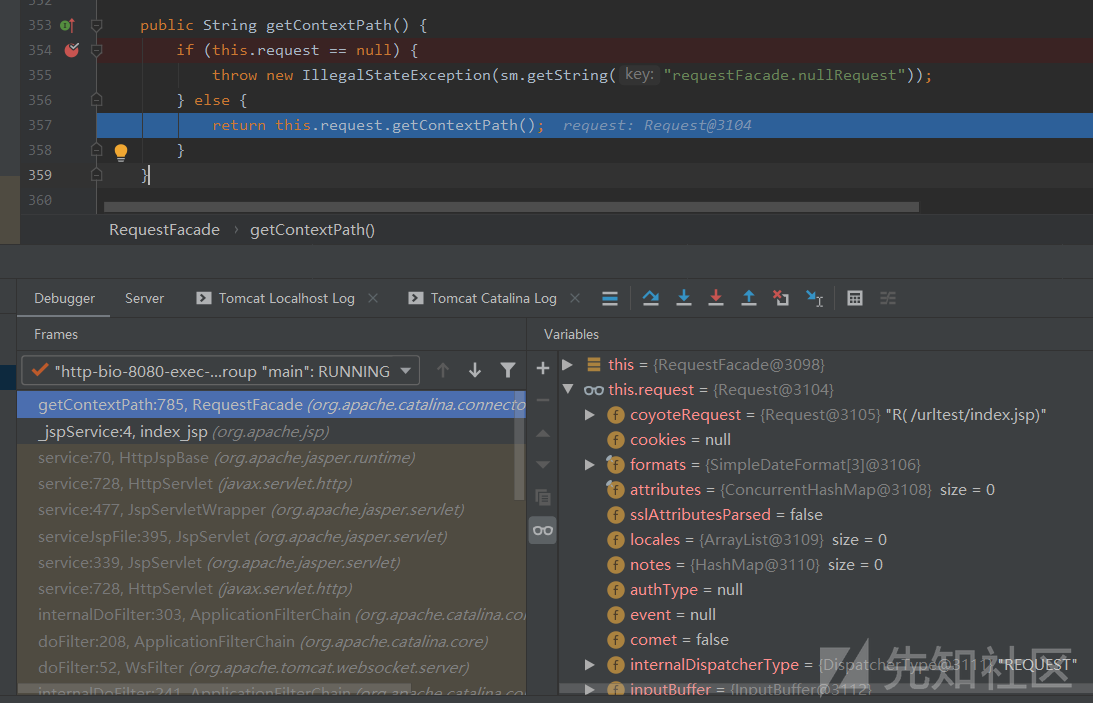 352
353 public String getContextPath() {
354 if (this.request == null) {
355 throw new IllegalStateException(sm.getString( key: "requestFacade.nullRequest"));
356 } else {
357 return this.request.getContextPath(); request: Request@3104
358 }
359 }
360
RequestFacade › getContextPath()
Debugger Server Tomcat Localhost Log Tomcat Catalina Log
Frames Variables
"http-bio-8080-exec-...roup "main": RUNNING
getContextPath:785, RequestFacade (org.apache.catalina.connecto
_jspService:4, index_jsp (org.apache.jsp)
service:70, HttpJspBase (org.apache.jasper.runtime)
service:728, HttpServlet (javax.servlet.http)
service:477, JspServletWrapper (org.apache.jasper.servlet)
serviceJspFile:395, JspServlet (org.apache.jasper.servlet)
service:339, JspServlet (org.apache.jasper.servlet)
service:728, HttpServlet (javax.servlet.http)
internalDoFilter:303, ApplicationFilterChain (org.apache.catalina.co
doFilter:208, ApplicationFilterChain (org.apache.catalina.core)
doFilter:52, WsFilter (org.apache.tomcat.websocket.server)
internalDoFilter:241, ApplicationFilterChain (org.apache.catalina.co
this = {RequestFacade@3098}
this.request = {Request@3104}
coyoteRequest = {Request@3105} "R( /urltest/index.jsp)"
cookies = null
formats = {SimpleDateFormat[3]@3106}
attributes = {ConcurrentHashMap@3108} size = 0
sslAttributesParsed = false
locales = {ArrayList@3109} size = 0
notes = {HashMap@3110} size = 0
authType = null
event = null
comet = false
internalDispatcherType = {DispatcherType@3111} "REQUEST"
inputBuffer = {InputBuffer@3112}
先知社区